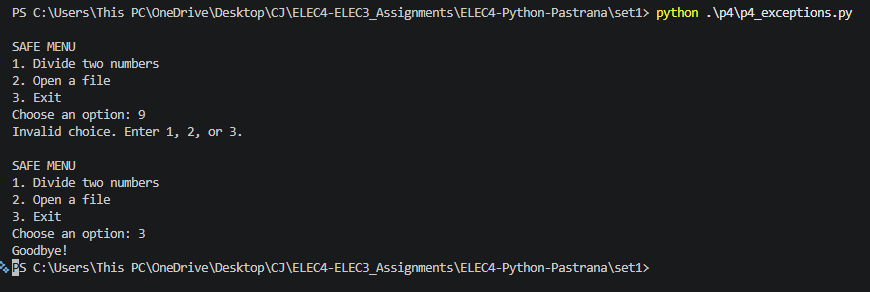 PS C:\Users\This PC\OneDrive\Desktop\CJ\ELEC4-ELEC3_Assignments\ELEC4-Python-Pastrana\set1> python .\p4\p4_exceptions.py
SAFE MENU
1. Divide two numbers
2. Open a file
3. Exit
Choose an option: 9
Invalid choice. Enter 1, 2, or 3.
SAFE MENU
1. Divide two numbers
2. Open a file
3. Exit
Choose an option: 3
Goodbye!
PS C:\Users\This PC\OneDrive\Desktop\CJ\ELEC4-ELEC3_Assignments\ELEC4-Python-Pastrana\set1>